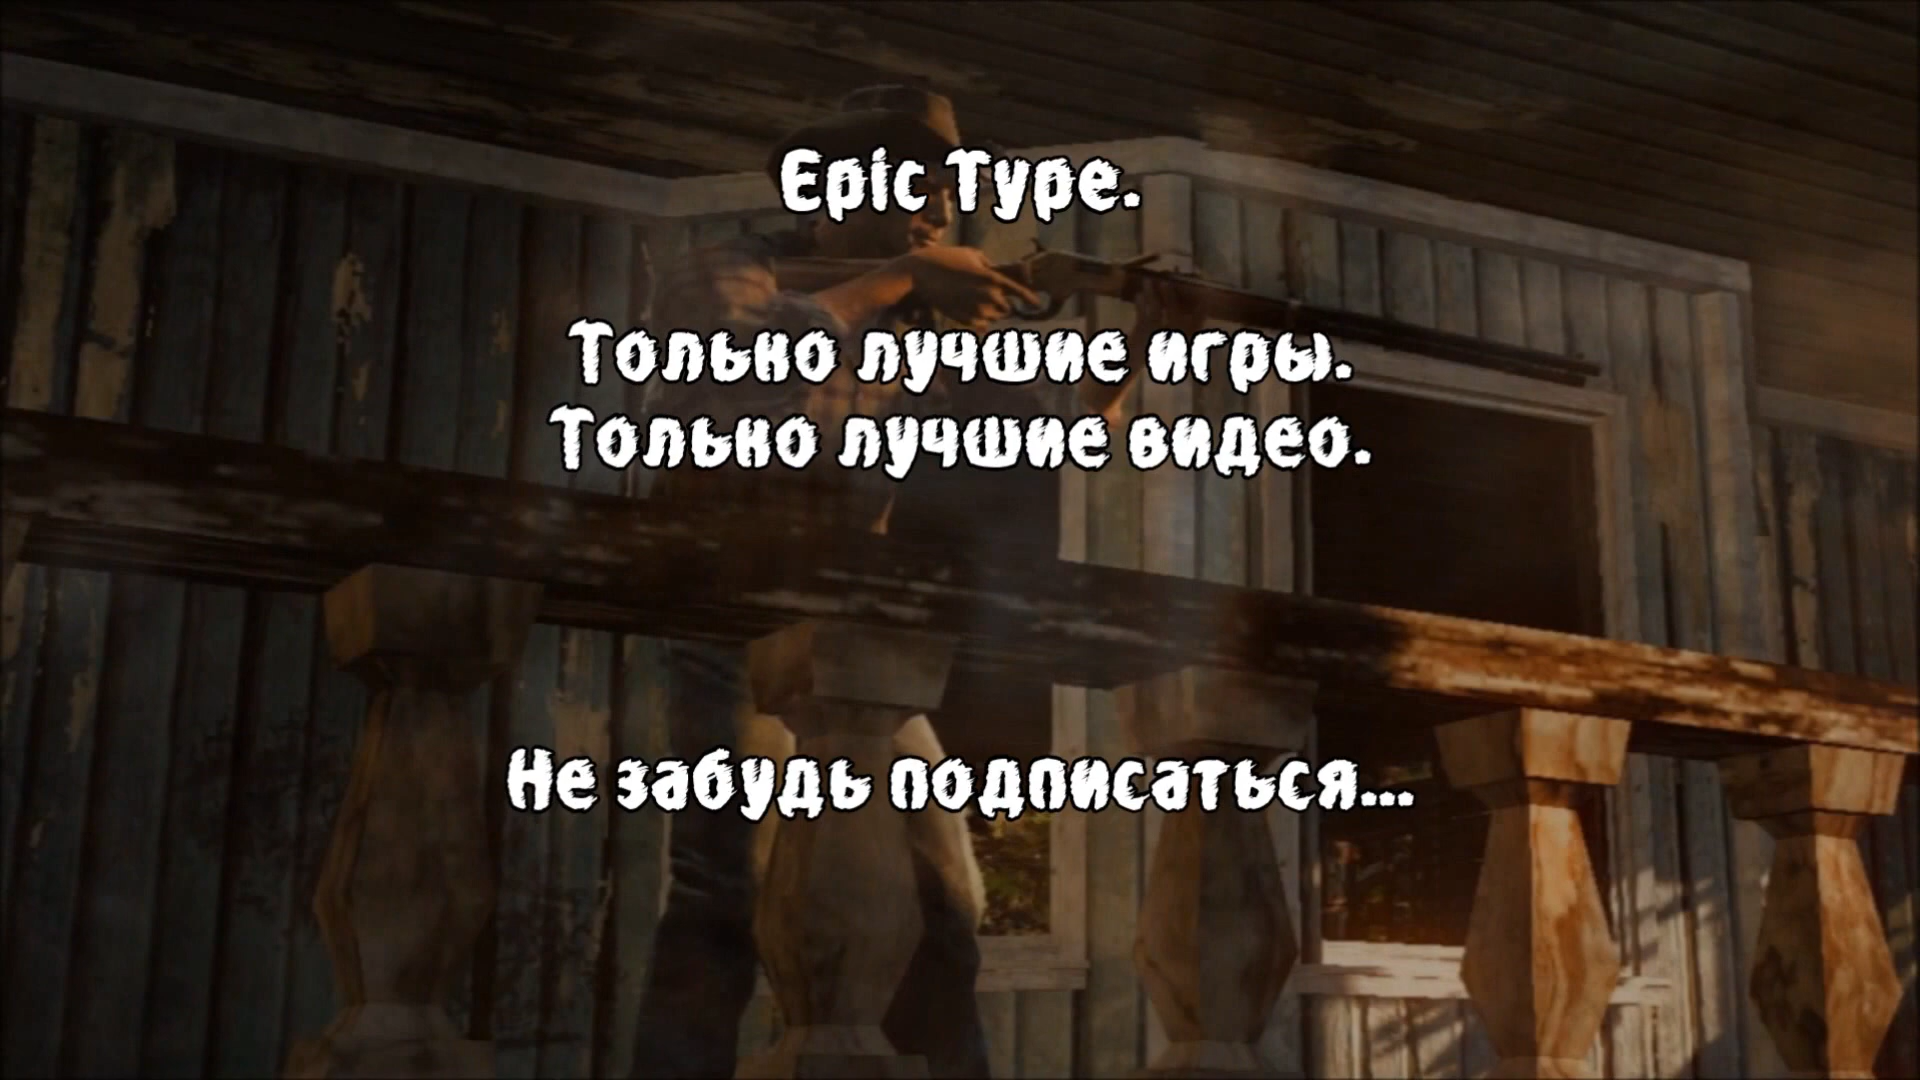 Epic Type.
Только лучшие игры.
Только лучшие видео.
Не забудь подписаться...